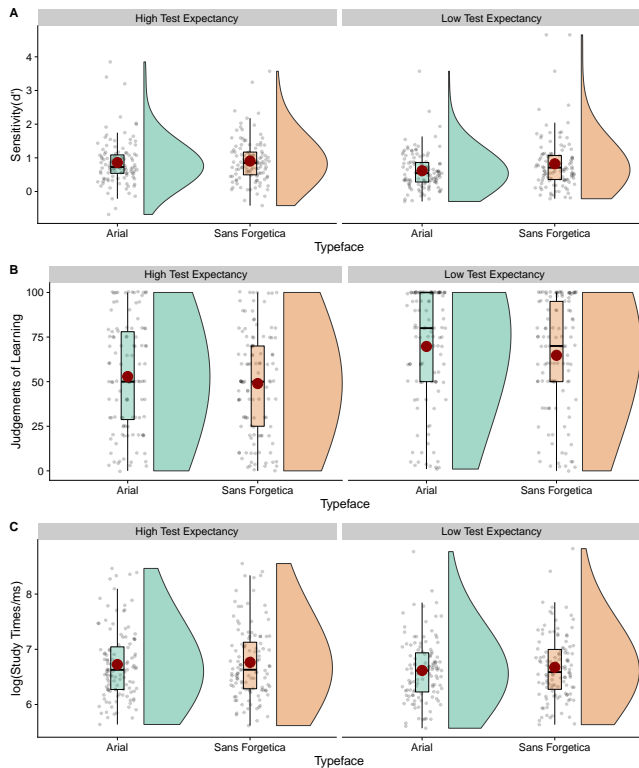 A
High Test Expectancy
Low Test Expectancy
Sensitivity(d')
4
3
2
1
0
Arial
Sans Forgetica
Arial
Sans Forgetica
Typeface
B
High Test Expectancy
Low Test Expectancy
Judgements of Learning
100
75
50
25
0
Arial
Sans Forgetica
Arial
Sans Forgetica
Typeface
C
High Test Expectancy
Low Test Expectancy
log(Study Times/ms)
8
7
6
Arial
Sans Forgetica
Arial
Sans Forgetica
Typeface